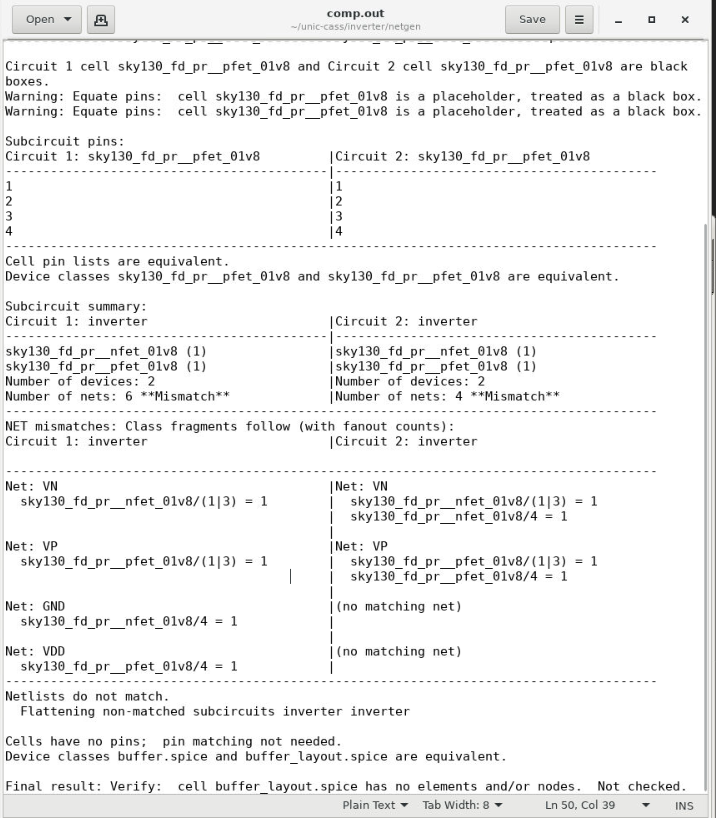 Open
comp.out
~/unic-cass/inverter/netgen
Save
Circuit 1 cell sky130_fd_pr__pfet_01v8 and Circuit 2 cell sky130_fd_pr__pfet_01v8 are black
boxes.
Warning: Equate pins:  cell sky130_fd_pr__pfet_01v8 is a placeholder, treated as a black box.
Warning: Equate pins:  cell sky130_fd_pr__pfet_01v8 is a placeholder, treated as a black box.
Subcircuit pins:
Circuit 1: sky130_fd_pr__pfet_01v8         |Circuit 2: sky130_fd_pr__pfet_01v8
-------------------------------------------|-------------------------------------------
1                                          |1
2                                          |2
3                                          |3
4                                          |4
---------------------------------------------------------------------------------------
Cell pin lists are equivalent.
Device classes sky130_fd_pr__pfet_01v8 and sky130_fd_pr__pfet_01v8 are equivalent.
Subcircuit summary:
Circuit 1: inverter                        |Circuit 2: inverter
-------------------------------------------|-------------------------------------------
sky130_fd_pr__nfet_01v8 (1)                |sky130_fd_pr__nfet_01v8 (1)
sky130_fd_pr__pfet_01v8 (1)                |sky130_fd_pr__pfet_01v8 (1)
Number of devices: 2                       |Number of devices: 2
Number of nets: 6 **Mismatch**             |Number of nets: 4 **Mismatch**
---------------------------------------------------------------------------------------
NET mismatches: Class fragments follow (with fanout counts):
Circuit 1: inverter                        |Circuit 2: inverter
---------------------------------------------------------------------------------------
Net: VN                                    |Net: VN
  sky130_fd_pr__nfet_01v8/(1|3) = 1        |  sky130_fd_pr__nfet_01v8/(1|3) = 1
                                           |  sky130_fd_pr__nfet_01v8/4 = 1
                                           |
Net: VP                                    |Net: VP
  sky130_fd_pr__pfet_01v8/(1|3) = 1        |  sky130_fd_pr__pfet_01v8/(1|3) = 1
                                           |  sky130_fd_pr__pfet_01v8/4 = 1
                                           |
Net: GND                                   |(no matching net)
  sky130_fd_pr__nfet_01v8/4 = 1            |
                                           |
Net: VDD                                   |(no matching net)
  sky130_fd_pr__pfet_01v8/4 = 1            |
---------------------------------------------------------------------------------------
Netlists do not match.
  Flattening non-matched subcircuits inverter inverter
Cells have no pins;  pin matching not needed.
Device classes buffer.spice and buffer_layout.spice are equivalent.
Final result: Verify:  cell buffer_layout.spice has no elements and/or nodes.  Not checked.
Plain Text
Tab Width: 8
Ln 50, Col 39
INS